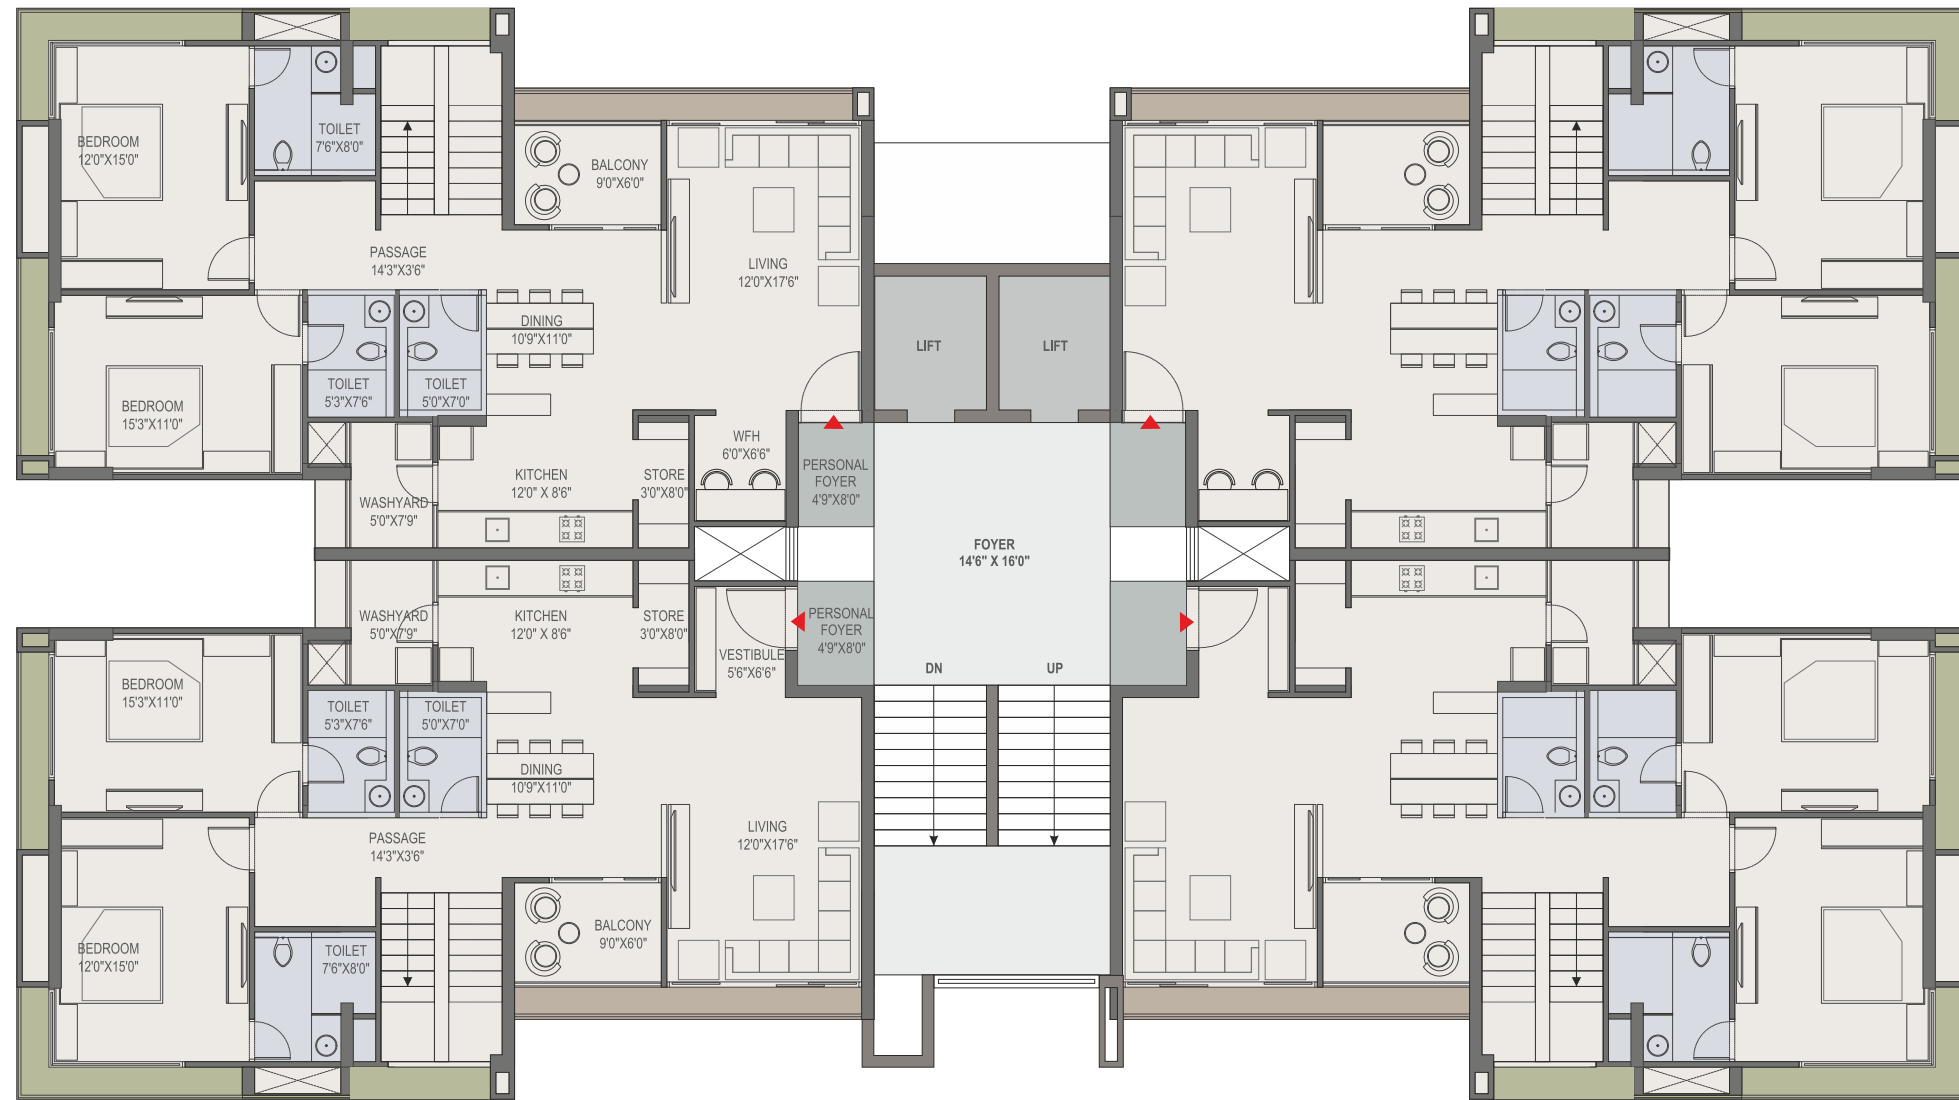 BEDROOM
12'0"X15'0"
TOILET
7'6"X8'0"
BALCONY
9'0"X6'0"
PASSAGE
14'3"X3'6"
LIVING
12'0"X17'6"
DINING
10'9"X11'0"
LIFT
LIFT
BEDROOM
15'3"X11'0"
TOILET
5'3"X7'6"
TOILET
5'0"X7'0"
WFH
6'0"X6'6"
PERSONAL
FOYER
4'9"X8'0"
KITCHEN
12'0" X 8'6"
STORE
3'0"X8'0"
WASHYARD
5'0"X7'9"
FOYER
14'6" X 16'0"
WASHYARD
5'0"X7'9"
KITCHEN
12'0" X 8'6"
STORE
3'0"X8'0"
PERSONAL
FOYER
4'9"X8'0"
VESTIBULE
5'6"X6'6"
DN
UP
BEDROOM
15'3"X11'0"
TOILET
5'3"X7'6"
TOILET
5'0"X7'0"
DINING
10'9"X11'0"
PASSAGE
14'3"X3'6"
LIVING
12'0"X17'6"
BALCONY
9'0"X6'0"
BEDROOM
12'0"X15'0"
TOILET
7'6"X8'0"